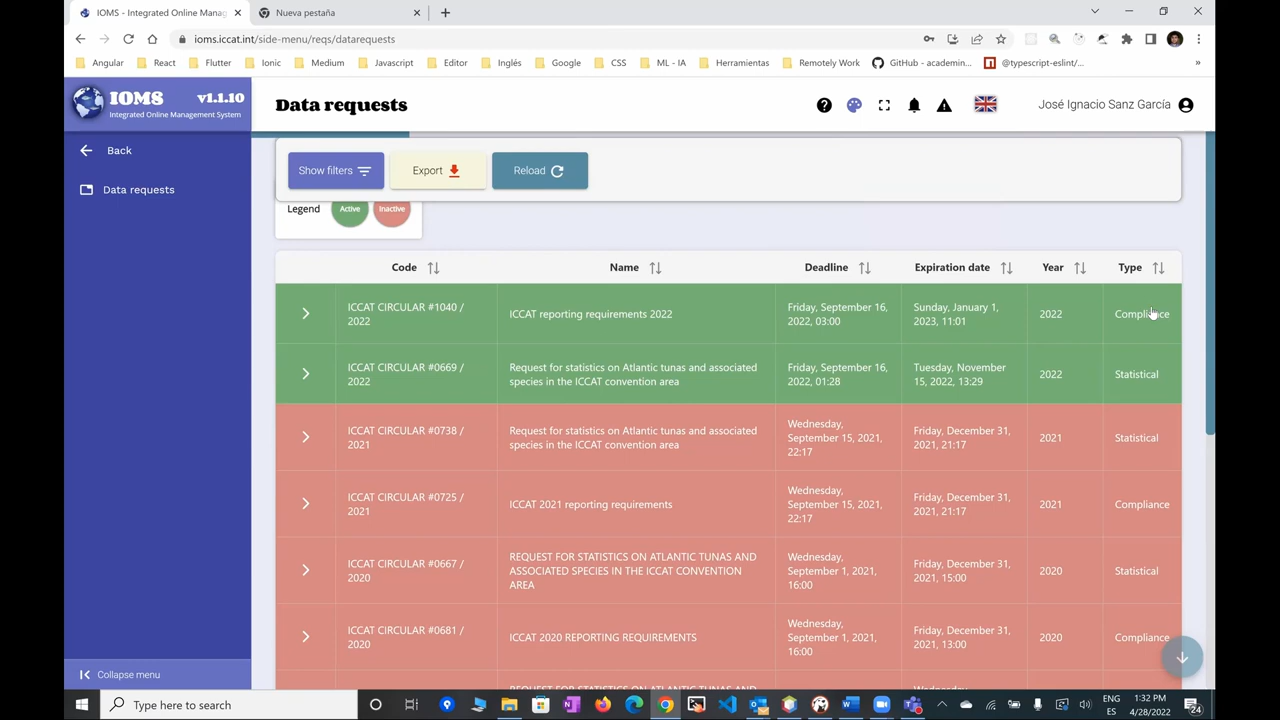 IOMS - Integrated Online Manag
Nueva pestaña
ioms.iccat.int/side-menu/reqs/datarequests
Angular React Flutter Ionic Medium Javascript Editor Inglés Google CSS ML - IA Herramientas Remotely Work GitHub - academin... @typescript-eslint/... »
IOMS v1.1.10
Integrated Online Management System
Data requests
José Ignacio Sanz García
Back
Data requests
Show filters
Export
Reload
Legend Active Inactive
Code Name Deadline Expiration date Year Type
ICCAT CIRCULAR #1040 /
2022
ICCAT reporting requirements 2022
Friday, September 16,
2022, 03:00
Sunday, January 1,
2023, 11:01
2022
Compliance
ICCAT CIRCULAR #0669 /
2022
Request for statistics on Atlantic tunas and associated
species in the ICCAT convention area
Friday, September 16,
2022, 01:28
Tuesday, November
15, 2022, 13:29
2022
Statistical
ICCAT CIRCULAR #0738 /
2021
Request for statistics on Atlantic tunas and associated
species in the ICCAT convention area
Wednesday,
September 15, 2021,
22:17
Friday, December 31,
2021, 21:17
2021
Statistical
ICCAT CIRCULAR #0725 /
2021
ICCAT 2021 reporting requirements
Wednesday,
September 15, 2021,
22:17
Friday, December 31,
2021, 21:17
2021
Compliance
ICCAT CIRCULAR #0667 /
2020
REQUEST FOR STATISTICS ON ATLANTIC TUNAS AND
ASSOCIATED SPECIES IN THE ICCAT CONVENTION
AREA
Wednesday,
September 1, 2021,
16:00
Friday, December 31,
2021, 15:00
2020
Statistical
ICCAT CIRCULAR #0681 /
2020
ICCAT 2020 REPORTING REQUIREMENTS
Wednesday,
September 1, 2021,
16:00
Friday, December 31,
2021, 13:00
2020
Compliance
REQUEST FOR STATISTICS ON ATLANTIC TUNAS AND
Wednesday,
Collapse menu
Type here to search
ENG
ES
1:32 PM
4/28/2022
24